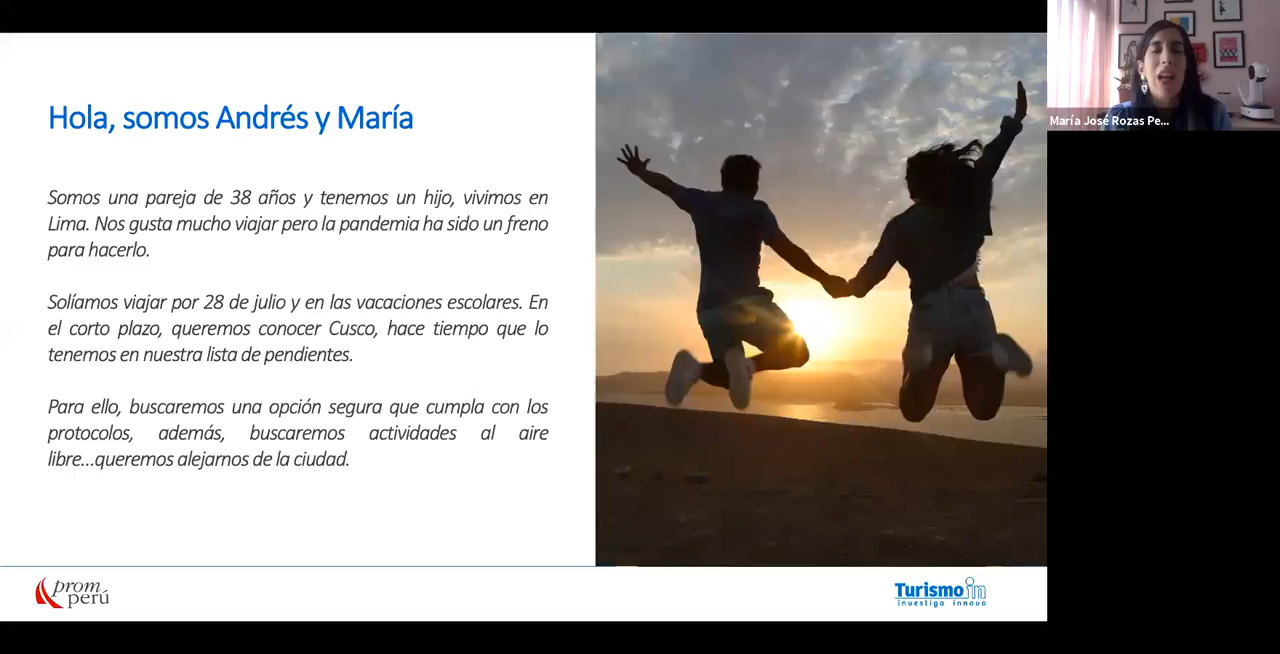 Hola, somos Andrés y María
Somos una pareja de 38 años y tenemos un hijo, vivimos en
Lima. Nos gusta mucho viajar pero la pandemia ha sido un freno
para hacerlo.
Solíamos viajar por 28 de julio y en las vacaciones escolares. En
el corto plazo, queremos conocer Cusco, hace tiempo que lo
tenemos en nuestra lista de pendientes.
Para ello, buscaremos una opción segura que cumpla con los
protocolos, además, buscaremos actividades al aire
libre...queremos alejarnos de la ciudad.
prom
perú
Turismo in
investiga innova
María José Rozas Pe...